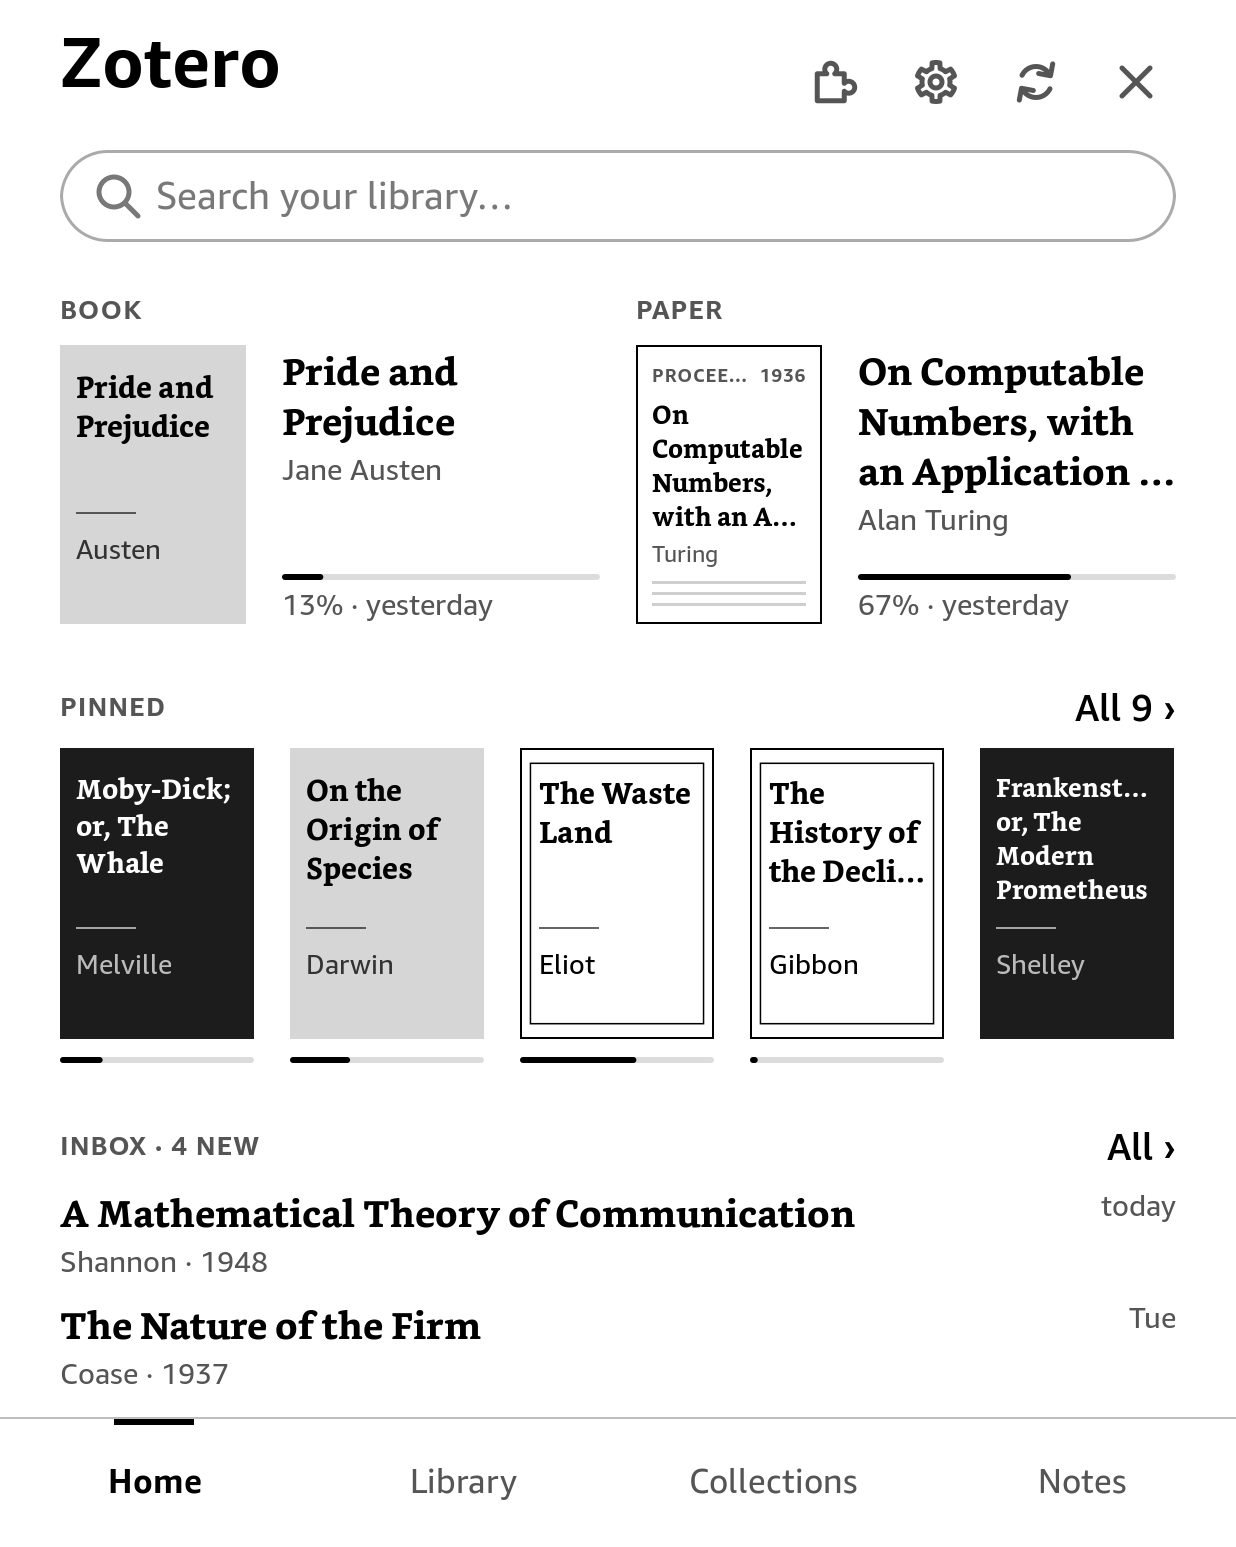 Zotero
Search your library...
BOOK
Pride and
Prejudice
Austen
Pride and
Prejudice
Jane Austen
13% · yesterday
PAPER
PROCEE... 1936
On
Computable
Numbers,
with an A...
Turing
On Computable
Numbers, with
an Application ...
Alan Turing
67% · yesterday
PINNED
All 9 ›
Moby-Dick;
or, The
Whale
Melville
On the
Origin of
Species
Darwin
The Waste
Land
Eliot
The
History of
the Decli...
Gibbon
Frankenst...
or, The
Modern
Prometheus
Shelley
INBOX · 4 NEW
All ›
A Mathematical Theory of Communication
today
Shannon · 1948
The Nature of the Firm
Tue
Coase · 1937
Home
Library
Collections
Notes